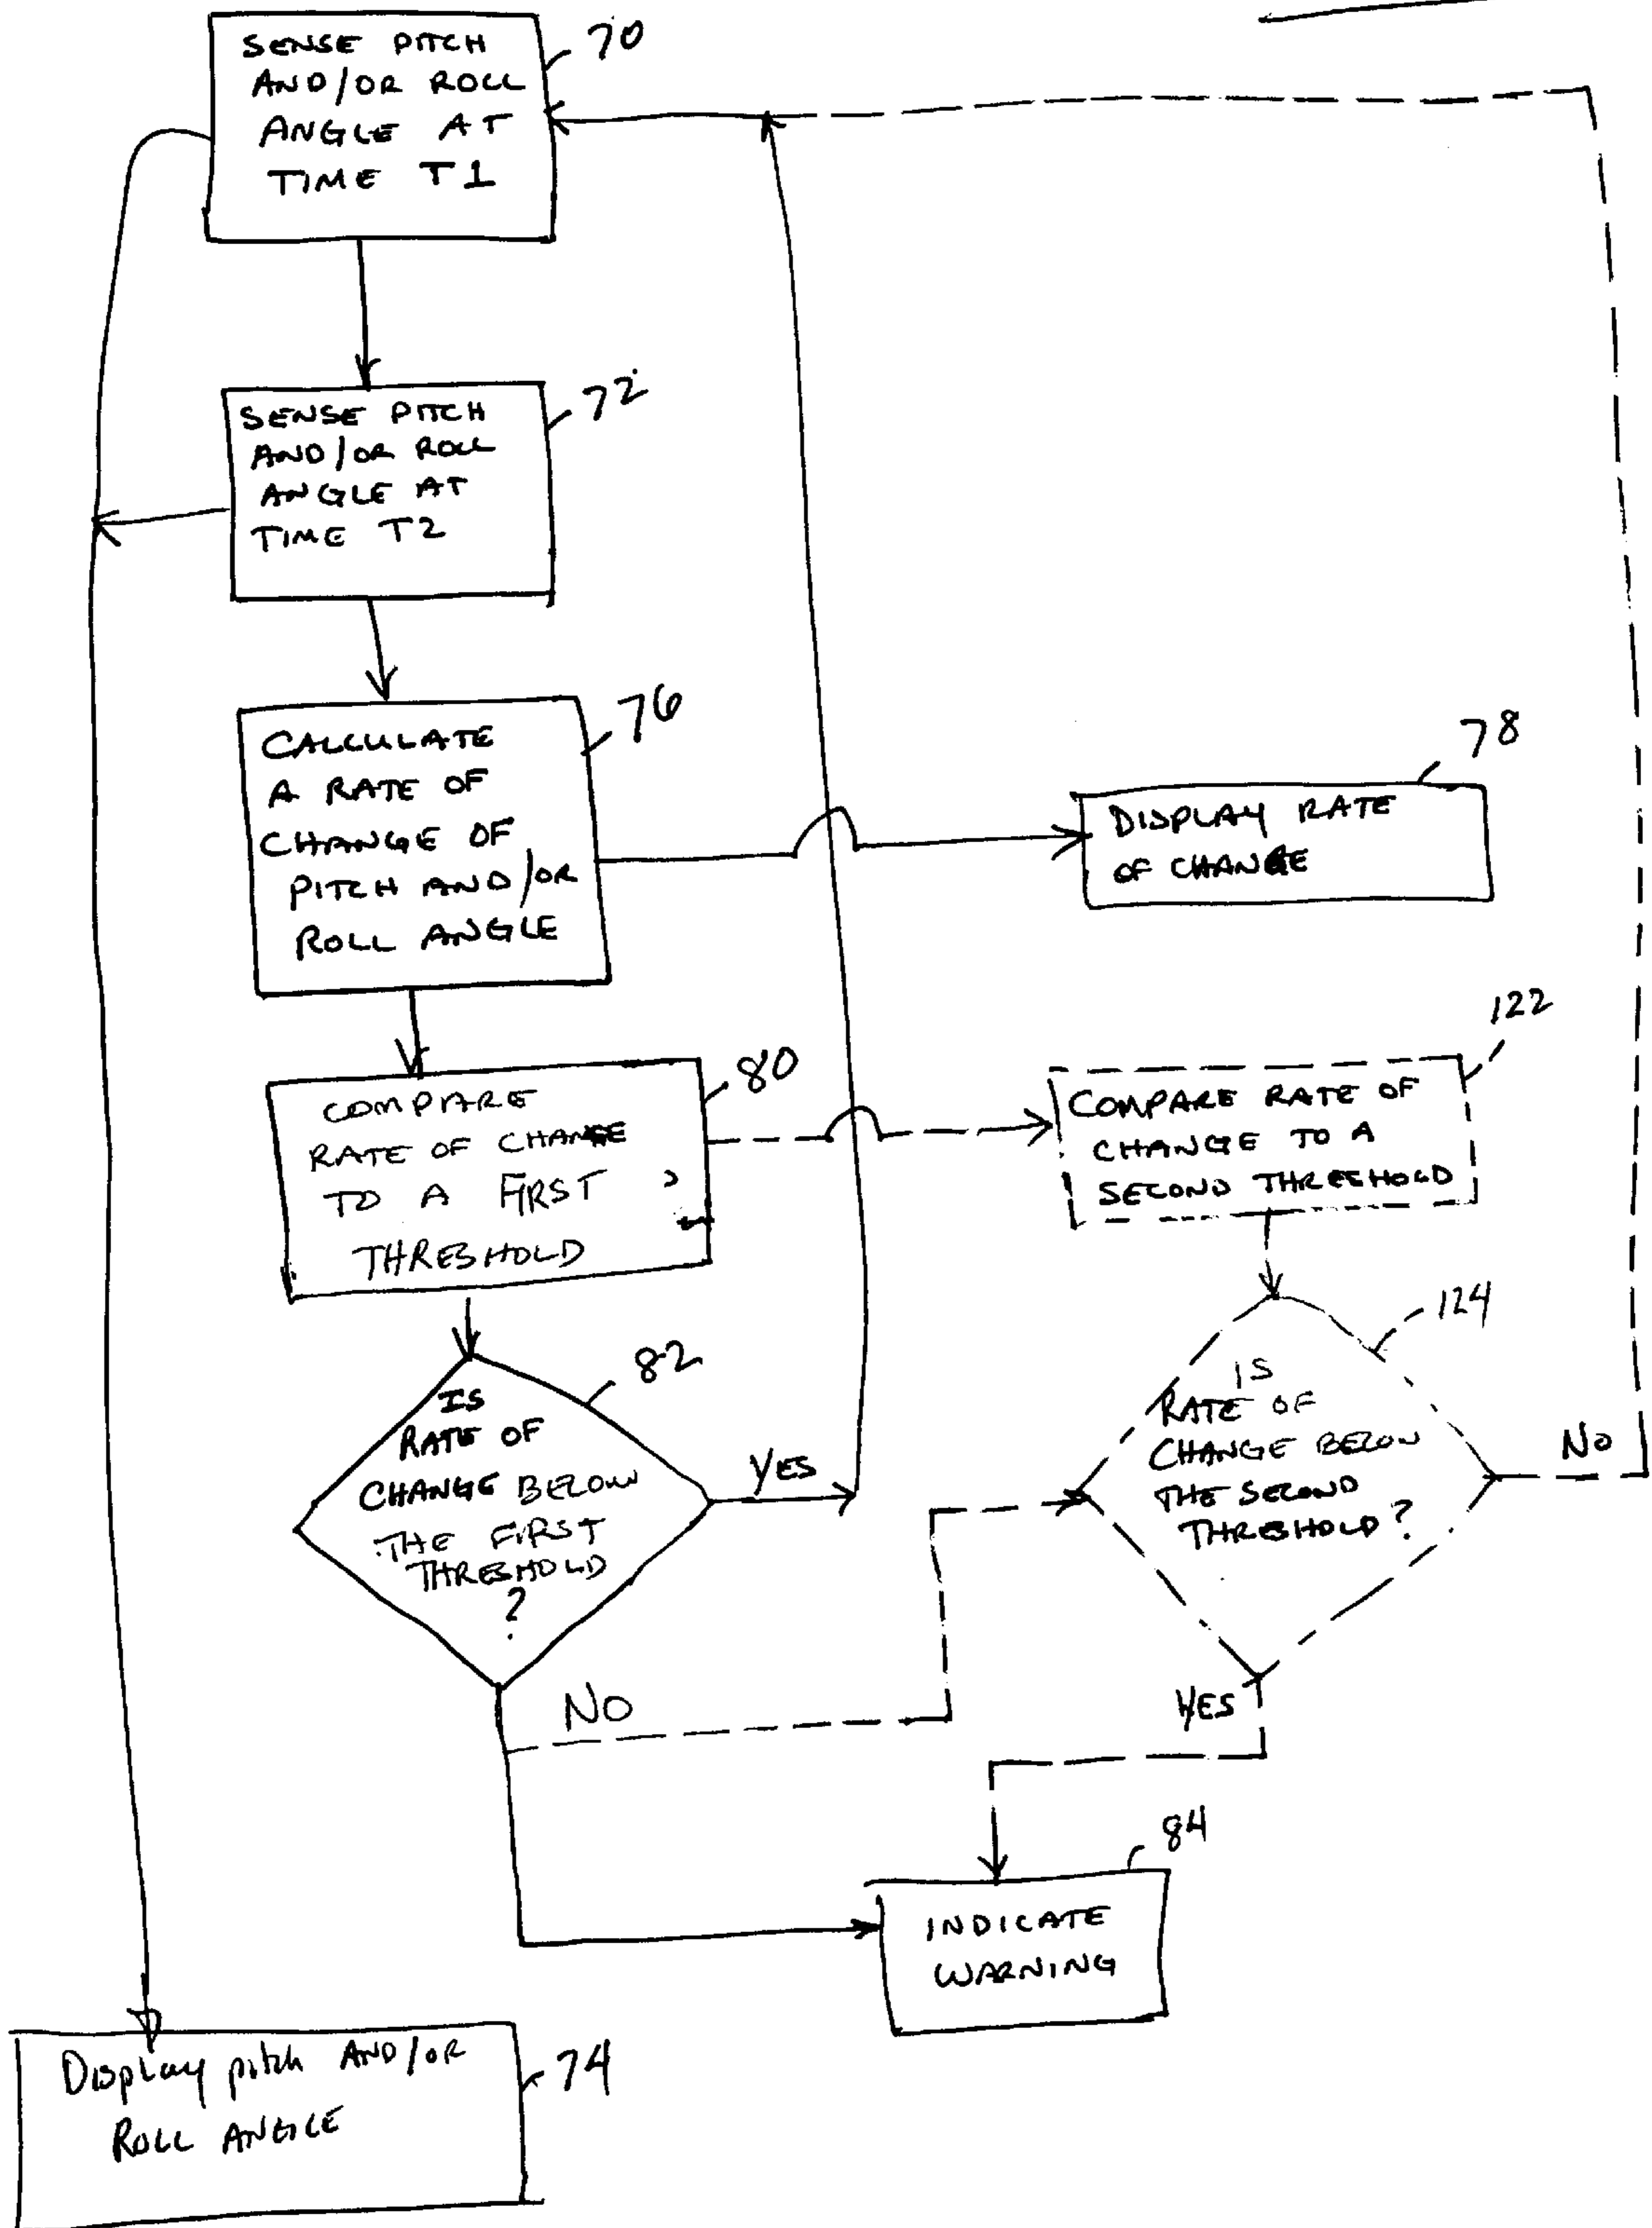 SENSE PITCH
AND/OR ROLL
ANGLE AT
TIME T1
70
SENSE PITCH
AND/OR ROLL
ANGLE AT
TIME T2
72
CALCULATE
A RATE OF
CHANGE OF
PITCH AND/OR
ROLL ANGLE
76
DISPLAY RATE
OF CHANGE
78
COMPARE
RATE OF CHANGE
TO A FIRST
THRESHOLD
80
COMPARE RATE OF
CHANGE TO A
SECOND THRESHOLD
122
IS
RATE OF
CHANGE BELOW
THE FIRST
THRESHOLD
?
82
YES
NO
IS
RATE OF
CHANGE BELOW
THE SECOND
THRESHOLD?
124
NO
YES
INDICATE
WARNING
84
Display pitch AND/OR
ROLL ANGLE
74